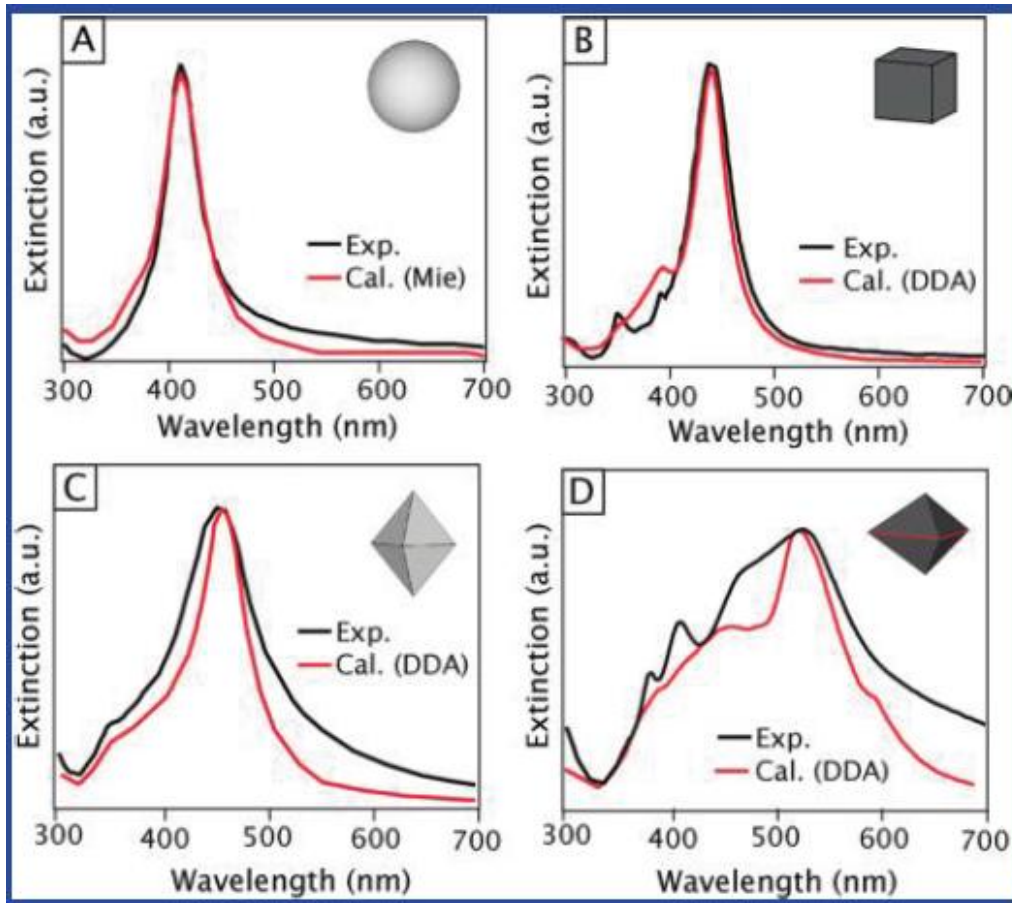 A
Extinction (a.u.)
Exp.
Cal. (Mie)
300 400 500 600 700
Wavelength (nm)
B
Extinction (a.u.)
Exp.
Cal. (DDA)
300 400 500 600 700
Wavelength (nm)
C
Extinction (a.u.)
Exp.
Cal. (DDA)
300 400 500 600 700
Wavelength (nm)
D
Extinction (a.u.)
Exp.
Cal. (DDA)
300 400 500 600 700
Wavelength (nm)